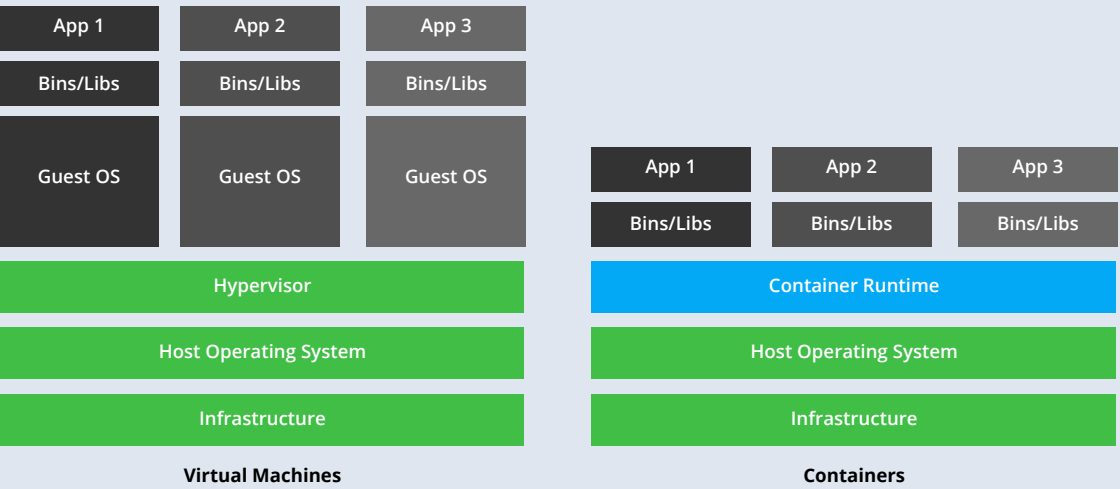 App 1
App 2
App 3
Bins/Libs
Bins/Libs
Bins/Libs
Guest OS
Guest OS
Guest OS
Hypervisor
Host Operating System
Infrastructure
Virtual Machines
App 1
App 2
App 3
Bins/Libs
Bins/Libs
Bins/Libs
Container Runtime
Host Operating System
Infrastructure
Containers